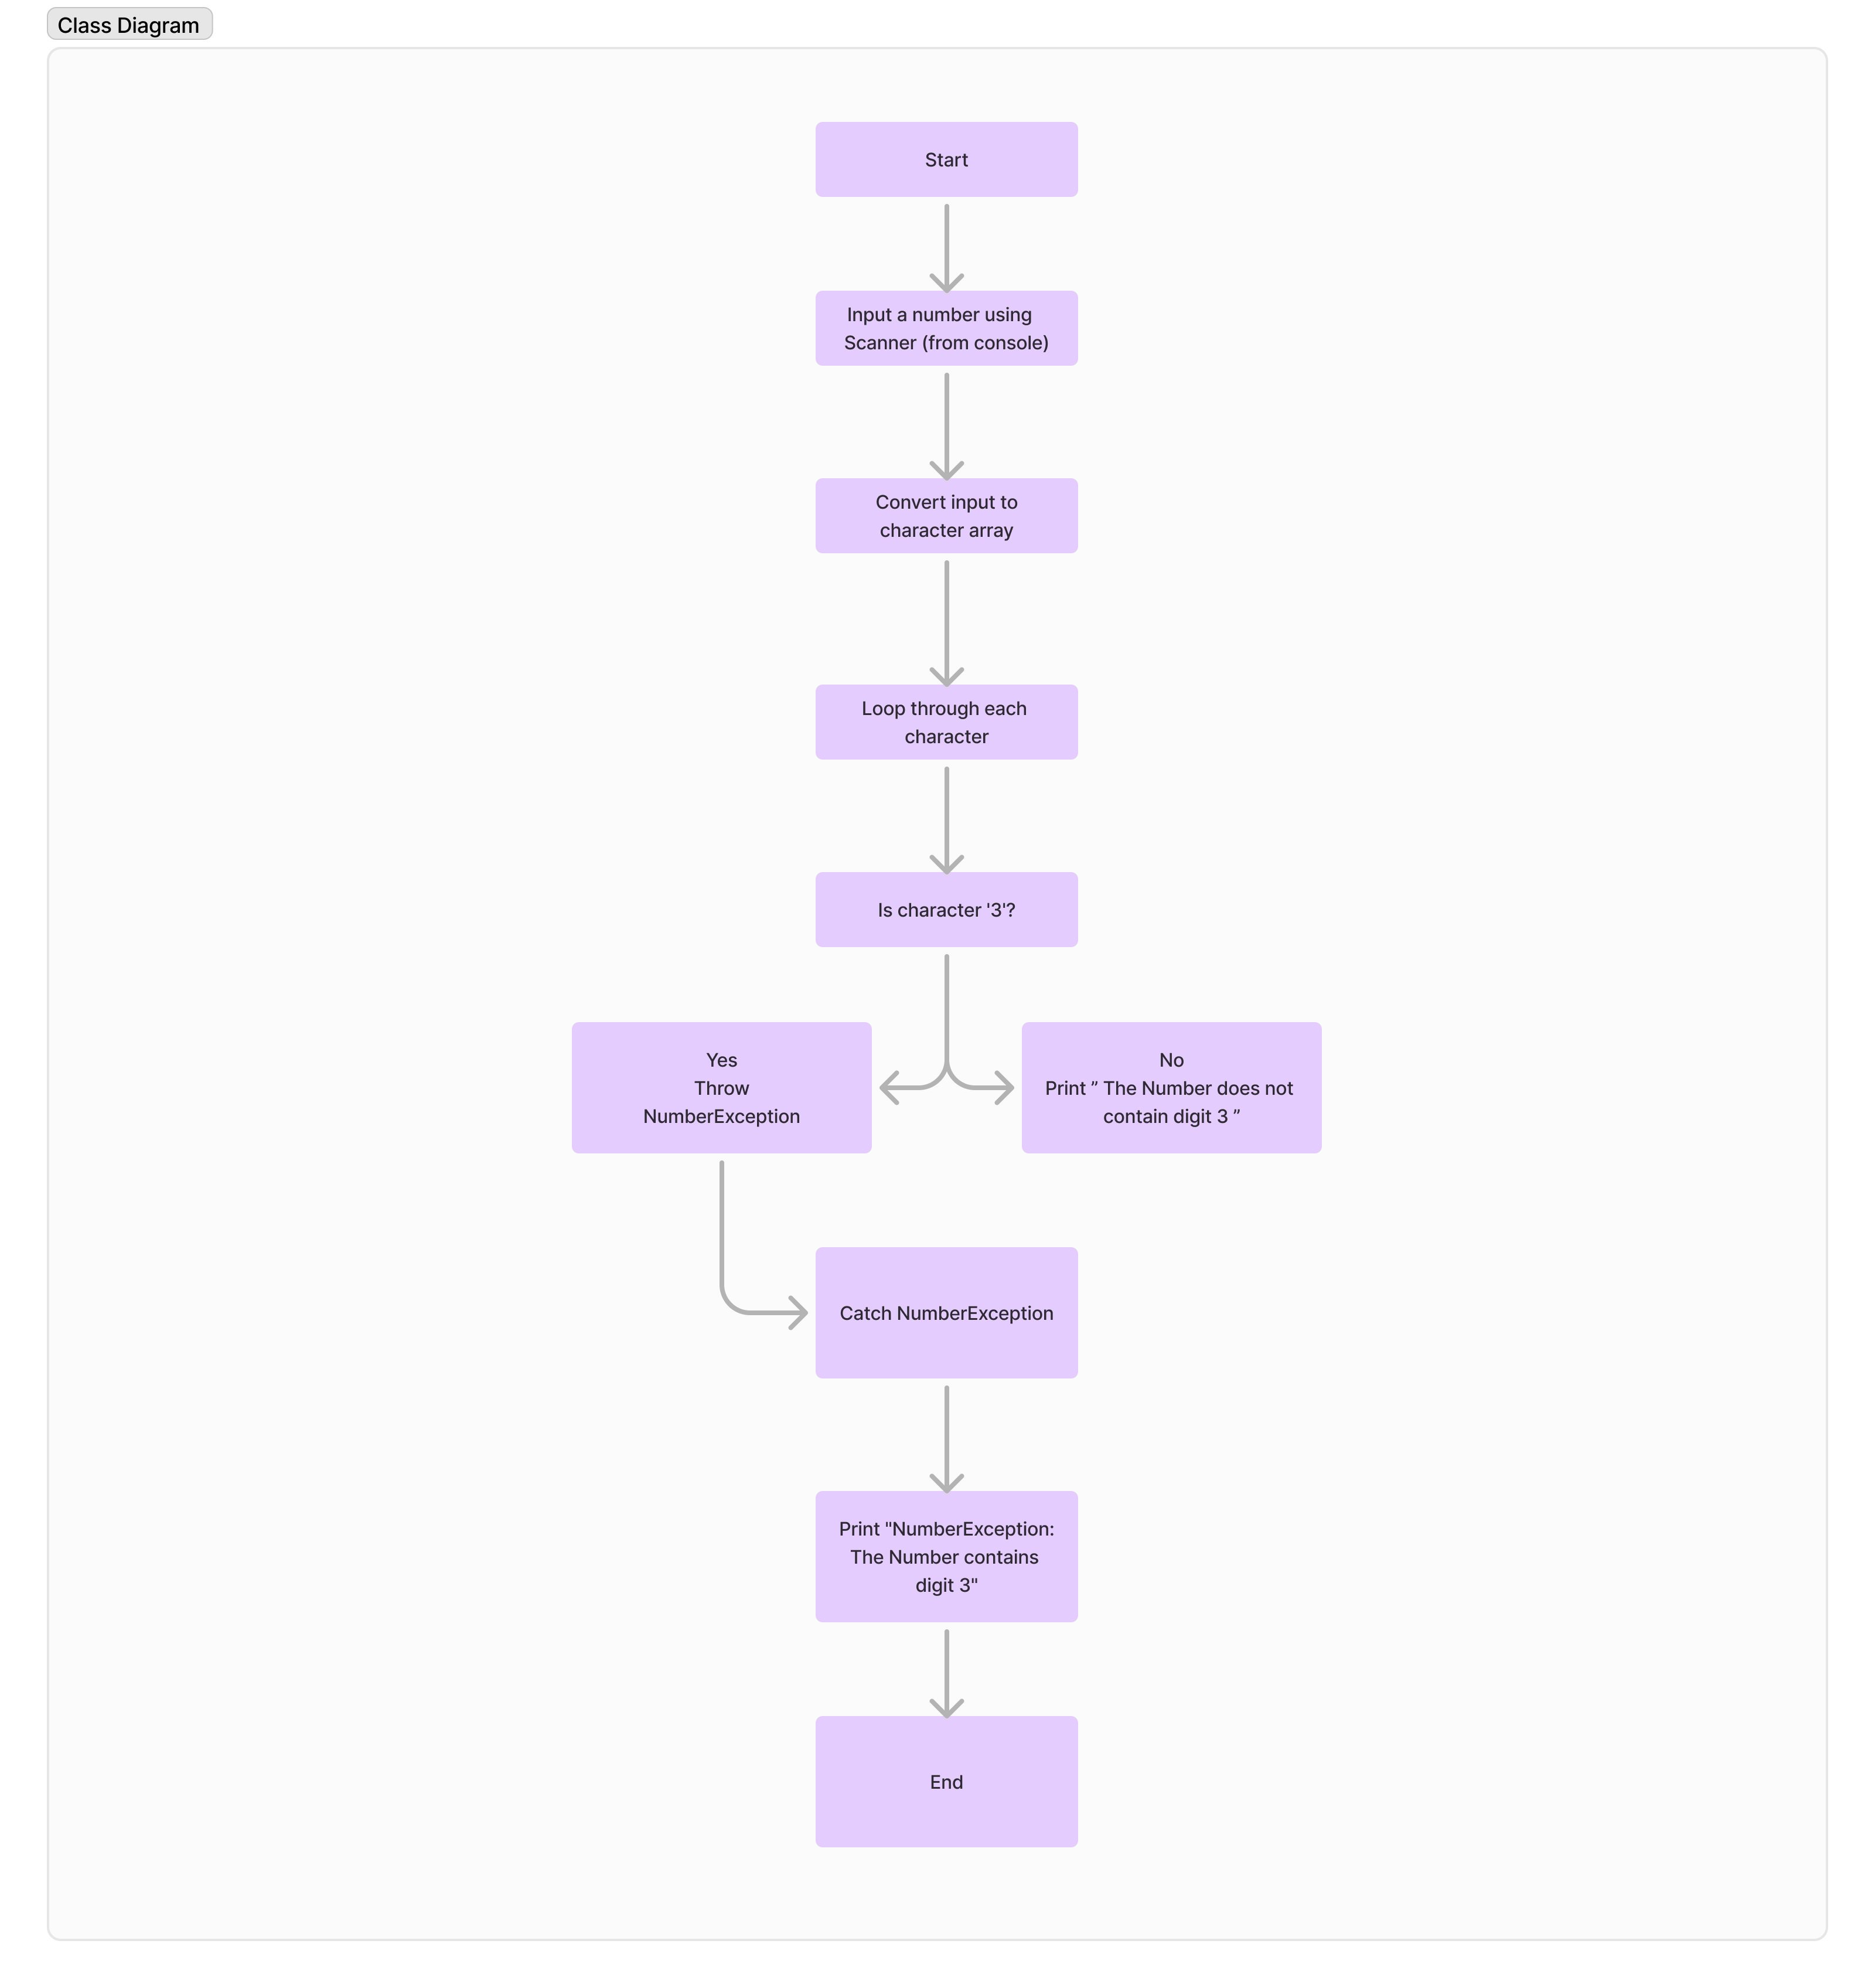 Class Diagram
Start
Input a number using
Scanner (from console)
Convert input to
character array
Loop through each
character
Is character '3'?
Yes
Throw
NumberException
No
Print ” The Number does not
contain digit 3 ”
Catch NumberException
Print "NumberException:
The Number contains
digit 3"
End